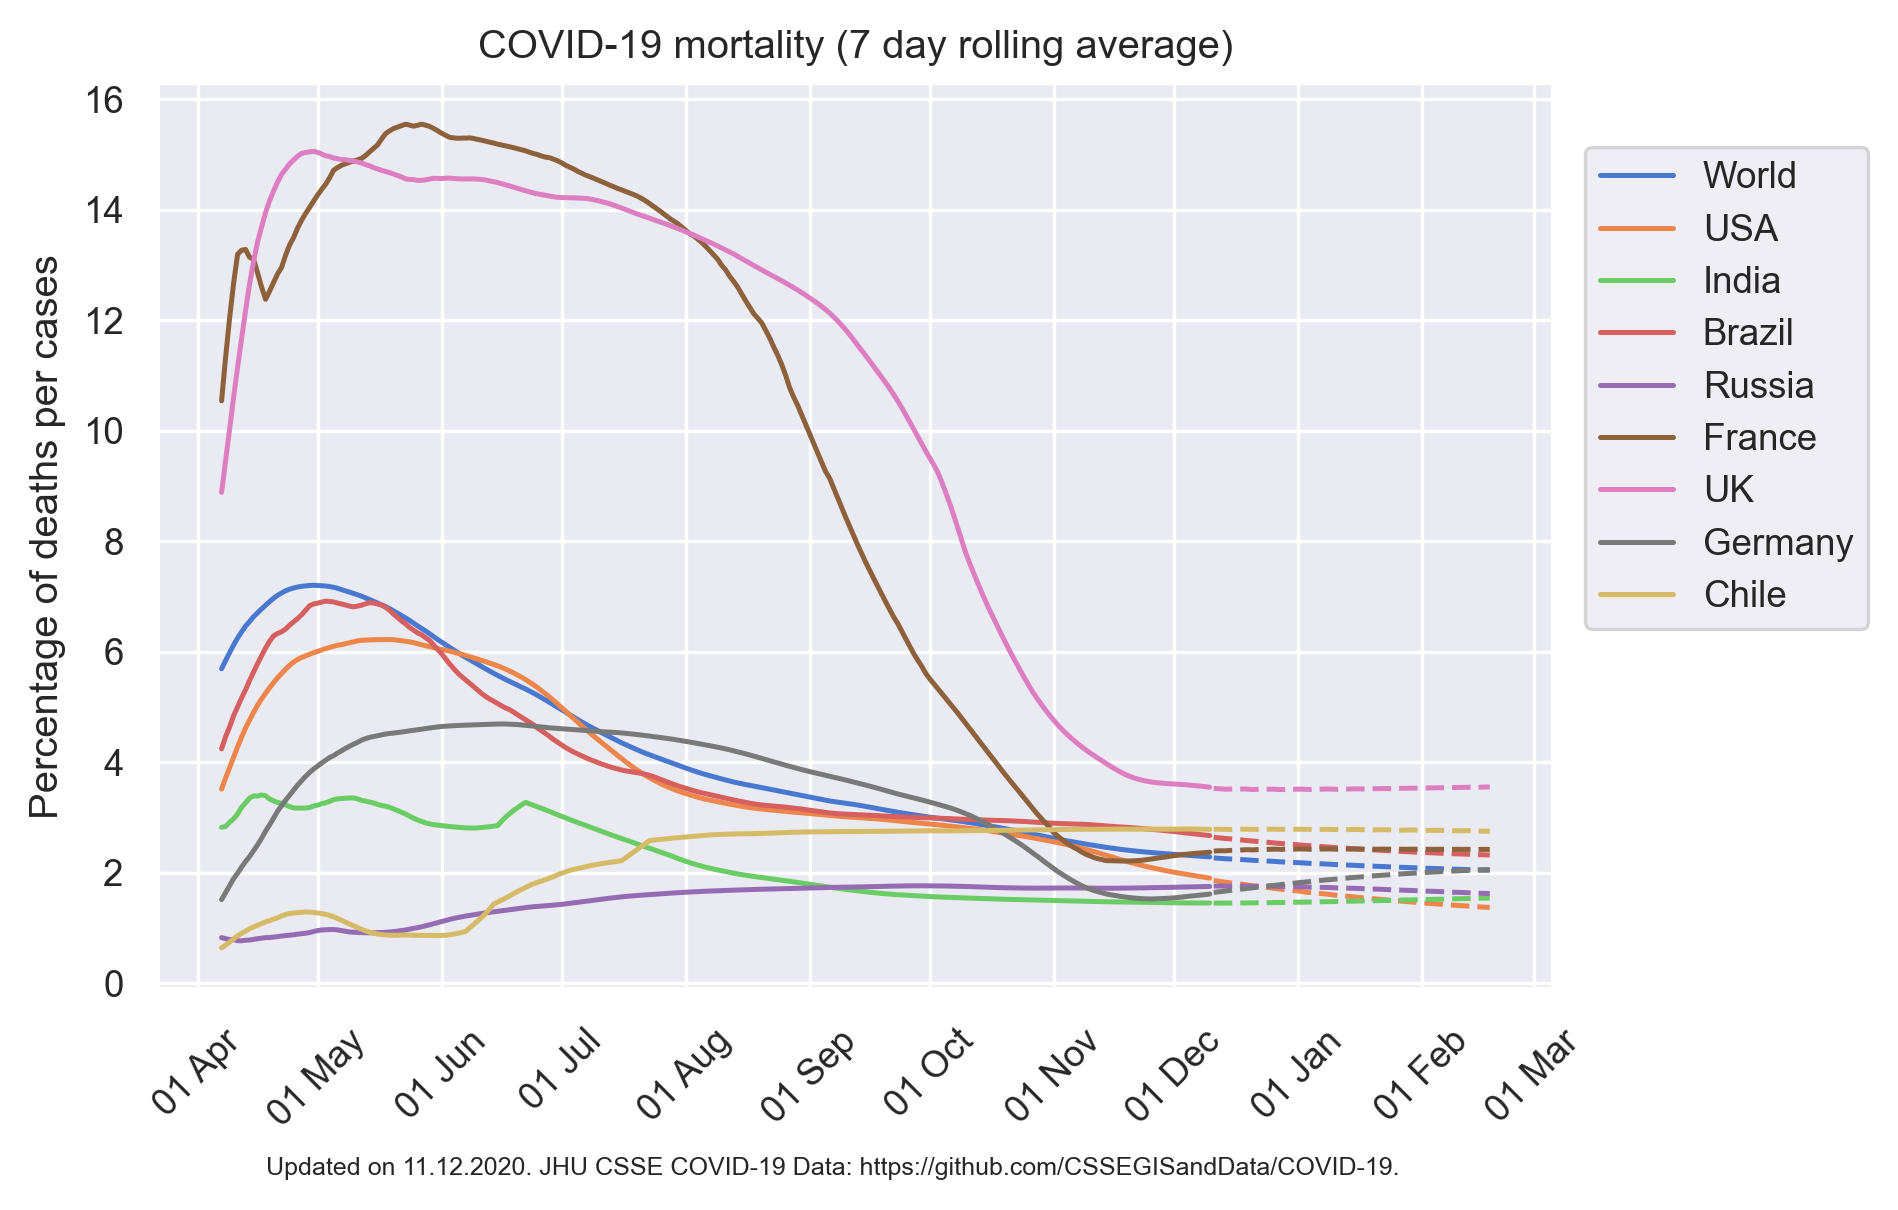 COVID-19 mortality (7 day rolling average)
Percentage of deaths per cases
16
14
12
10
8
6
4
2
0
01 Apr
01 May
01 Jun
01 Jul
01 Aug
01 Sep
01 Oct
01 Nov
01 Dec
01 Jan
01 Feb
01 Mar
World
USA
India
Brazil
Russia
France
UK
Germany
Chile
Updated on 11.12.2020. JHU CSSE COVID-19 Data: https://github.com/CSSEGISandData/COVID-19.